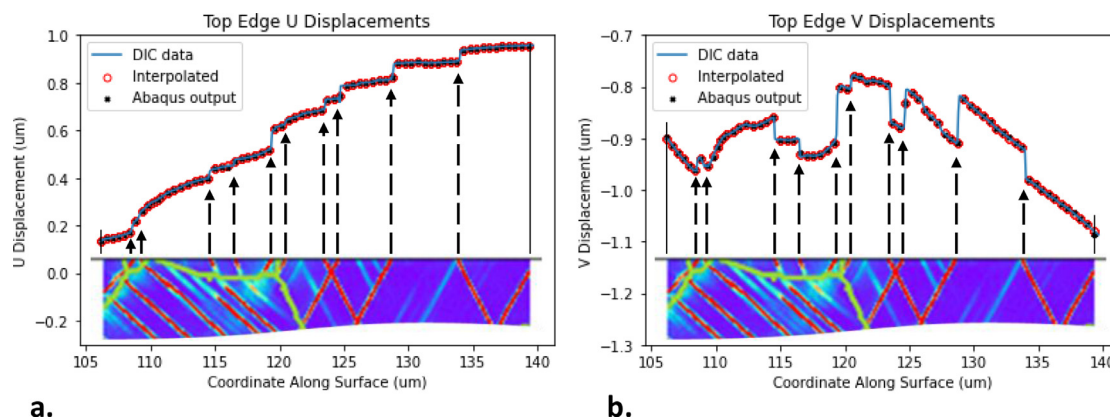 Top Edge U Displacements
DIC data
Interpolated
Abaqus output
U Displacement (um)
1.0
0.8
0.6
0.4
0.2
0.0
−0.2
105 110 115 120 125 130 135 140
Coordinate Along Surface (um)
a.
Top Edge V Displacements
DIC data
Interpolated
Abaqus output
V Displacement (um)
−0.7
−0.8
−0.9
−1.0
−1.1
−1.2
−1.3
105 110 115 120 125 130 135 140
Coordinate Along Surface (um)
b.